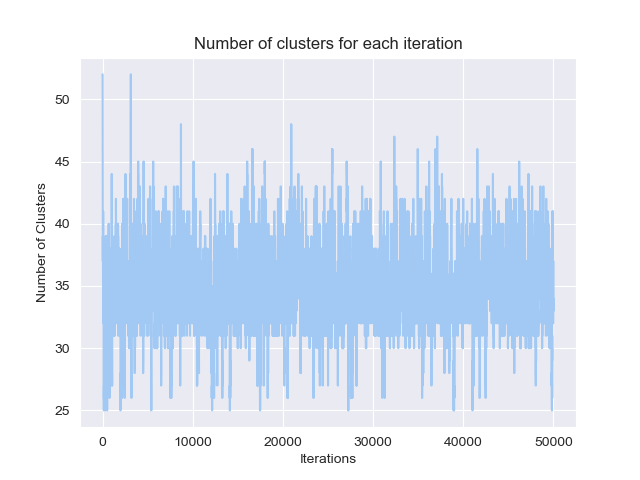 Number of clusters for each iteration
50
45
40
35
30
25
Number of Clusters
0 10000 20000 30000 40000 50000
Iterations